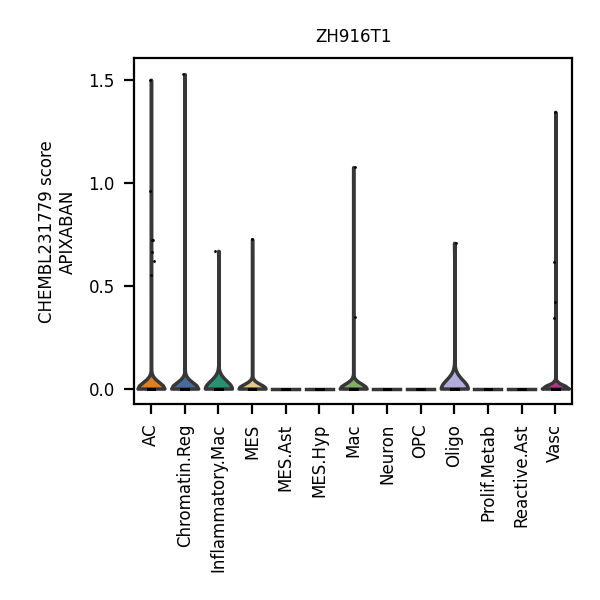 ZH916T1
CHEMBL231779 score
APIXABAN
1.5
1.0
0.5
0.0
AC
Chromatin.Reg
Inflammatory.Mac
MES
MES.Ast
MES.Hyp
Mac
Neuron
OPC
Oligo
Prolif.Metab
Reactive.Ast
Vasc